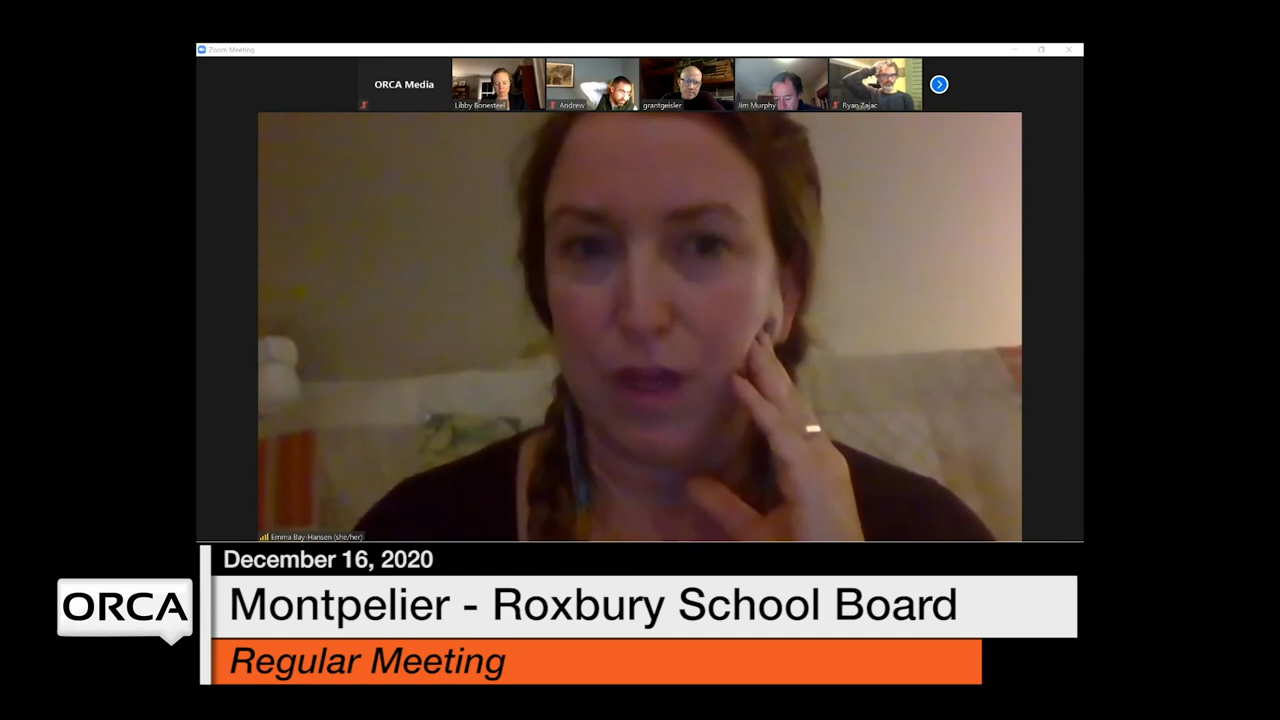 Zoom Meeting
ORCA Media
Libby Bonesteel
Andrew
grantgeisler
Jim Murphy
Ryan Zajac
Emma Bay-Hansen (she/her)
December 16, 2020
ORCA
Montpelier - Roxbury School Board
Regular Meeting